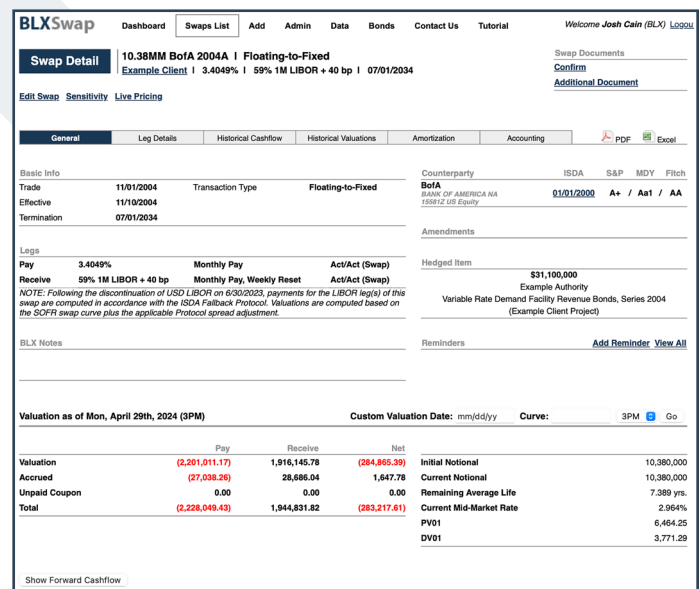 BLXSwap Dashboard Swaps List Add Admin Data Bonds Contact Us Tutorial Welcome Josh Cain (BLX) Logou
Swap Detail
10.38MM BofA 2004A | Floating-to-Fixed
Example Client | 3.4049% | 59% 1M LIBOR + 40 bp | 07/01/2034
Swap Documents
Confirm
Additional Document
Edit Swap Sensitivity Live Pricing
General Leg Details Historical Cashflow Historical Valuations Amortization Accounting PDF Excel
Basic Info
Trade 11/01/2004 Transaction Type Floating-to-Fixed
Effective 11/10/2004
Termination 07/01/2034
Counterparty ISDA S&P MDY Fitch
BofA
BANK OF AMERICA NA
15581Z US Equity
01/01/2000 A+ / Aa1 / AA
Amendments
Legs
Pay 3.4049% Monthly Pay Act/Act (Swap)
Receive 59% 1M LIBOR + 40 bp Monthly Pay, Weekly Reset Act/Act (Swap)
NOTE: Following the discontinuation of USD LIBOR on 6/30/2023, payments for the LIBOR leg(s) of this
swap are computed in accordance with the ISDA Fallback Protocol. Valuations are computed based on
the SOFR swap curve plus the applicable Protocol spread adjustment.
Hedged Item
$31,100,000
Example Authority
Variable Rate Demand Facility Revenue Bonds, Series 2004
(Example Client Project)
BLX Notes
Reminders Add Reminder View All
Valuation as of Mon, April 29th, 2024 (3PM) Custom Valuation Date: mm/dd/yy Curve: 3PM Go
Pay Receive Net
Valuation (2,201,011.17) 1,916,145.78 (284,865.39)
Accrued (27,038.26) 28,686.04 1,647.78
Unpaid Coupon 0.00 0.00 0.00
Total (2,228,049.43) 1,944,831.82 (283,217.61)
Initial Notional 10,380,000
Current Notional 10,380,000
Remaining Average Life 7.389 yrs.
Current Mid-Market Rate 2.964%
PV01 6,464.25
DV01 3,771.29
Show Forward Cashflow